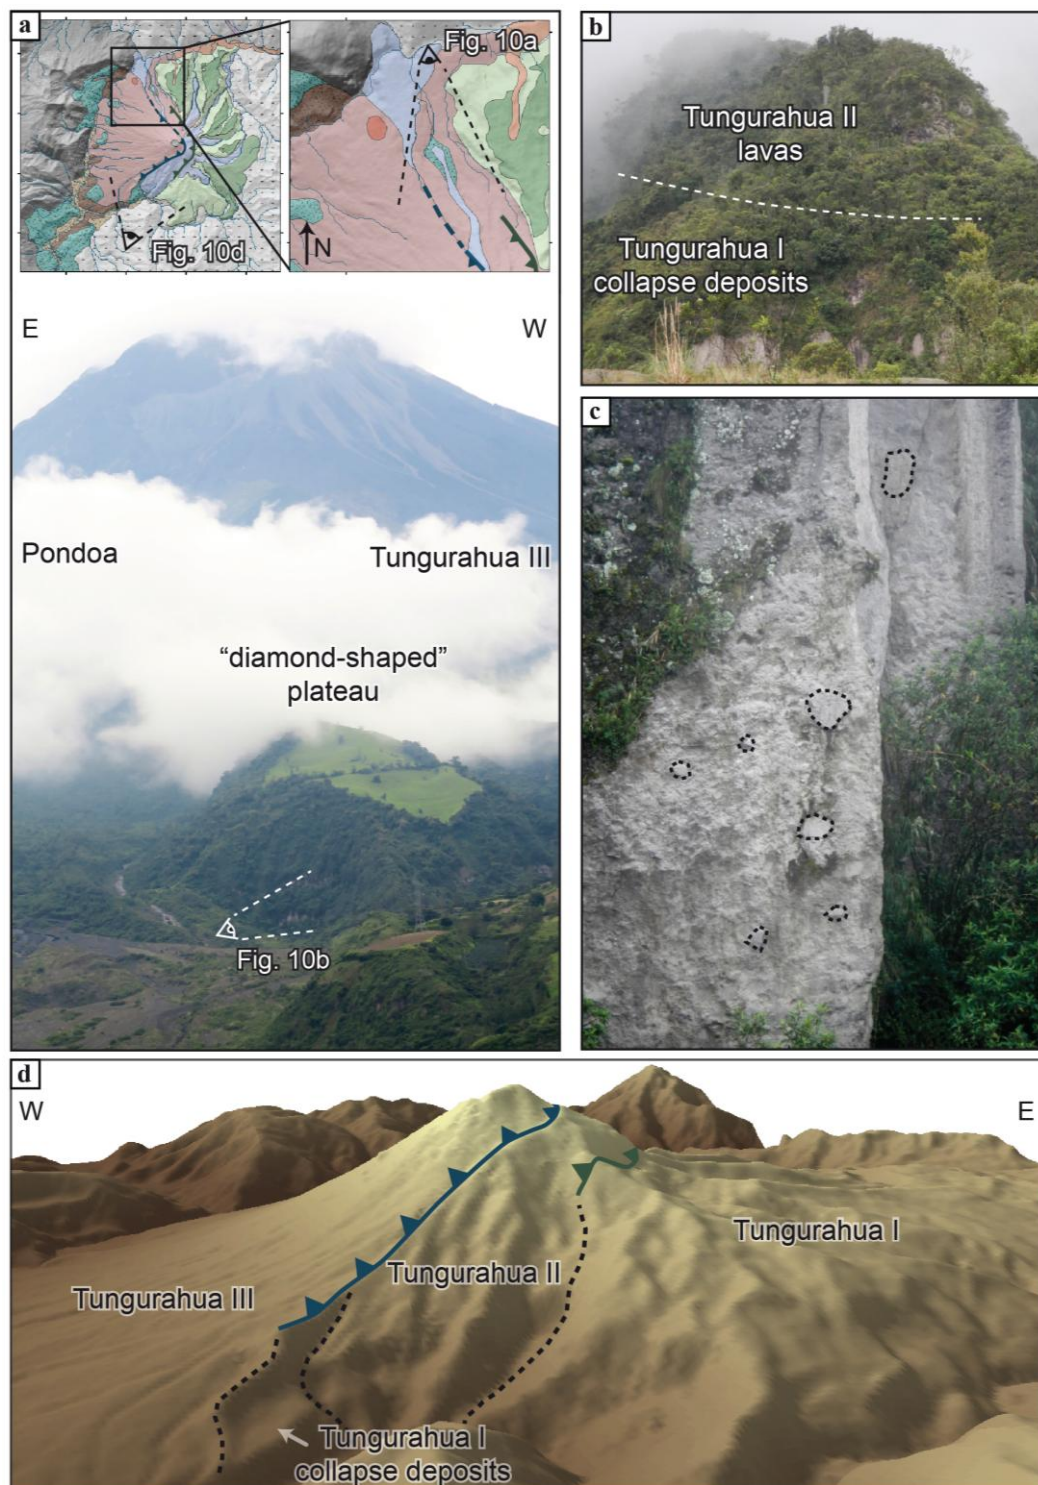 a
Fig. 10a
Fig. 10d
N
E
W
Pondoa
Tungurahua III
“diamond-shaped”
plateau
Fig. 10b
b
Tungurahua II
lavas
Tungurahua I
collapse deposits
c
d
W
E
Tungurahua I
Tungurahua II
Tungurahua III
Tungurahua I
collapse deposits